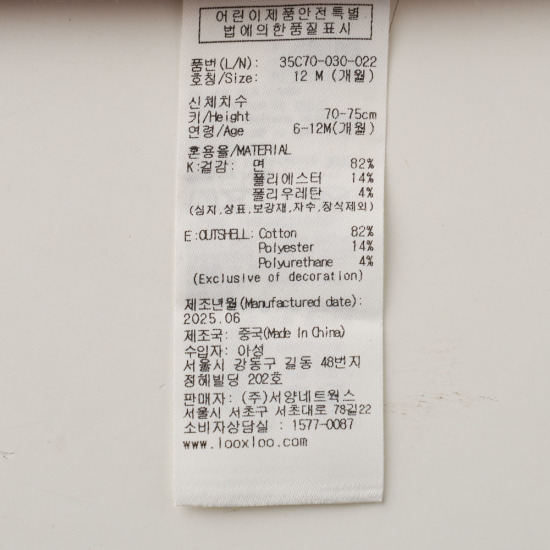 어린이제품안전특별
법에의한품질표시
품번(L/N): 35C70-030-022
호칭/Size: 12 M (개월)
신체치수
키/Height 70-75cm
연령/Age 6-12M(개월)
혼용율/MATERIAL
K:겉감: 면 82%
폴리에스터 14%
폴리우레탄 4%
(심지,상표,보강재,자수,장식제외)
E:OUTSHELL: Cotton 82%
Polyester 14%
Polyurethane 4%
(Exclusive of decoration)
제조년월(Manufactured date):
2025.06
제조국: 중국(Made In China)
수입자: 아성
서울시 강동구 길동 48번지
정혜빌딩 202호
판매자: (주)서양네트웍스
서울시 서초구 서초대로 78길22
소비자상담실 : 1577-0087
www.looxloo.com